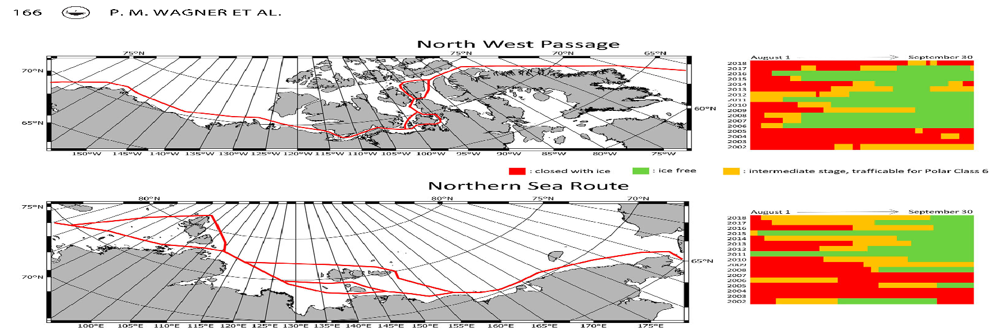 166 P. M. WAGNER ET AL.
North West Passage
75°N 75°N 70°N 65°N
70°N
65°N
60°N
150°W 145°W 140°W 135°W 130°W 125°W 120°W 115°W 110°W 105°W 100°W 95°W 90°W 85°W 80°W 75°W
August 1 September 30
2018
2017
2016
2015
2014
2013
2012
2011
2010
2009
2008
2007
2006
2005
2004
2003
2002
: closed with ice : ice free : intermediate stage, trafficable for Polar Class 6
Northern Sea Route
80°N 80°N 75°N 70°N
75°N
70°N
65°N
100°E 105°E 110°E 115°E 120°E 125°E 130°E 135°E 140°E 145°E 150°E 155°E 160°E 165°E 170°E 175°E
August 1 September 30
2018
2017
2016
2015
2014
2013
2012
2011
2010
2009
2008
2007
2006
2005
2004
2003
2002